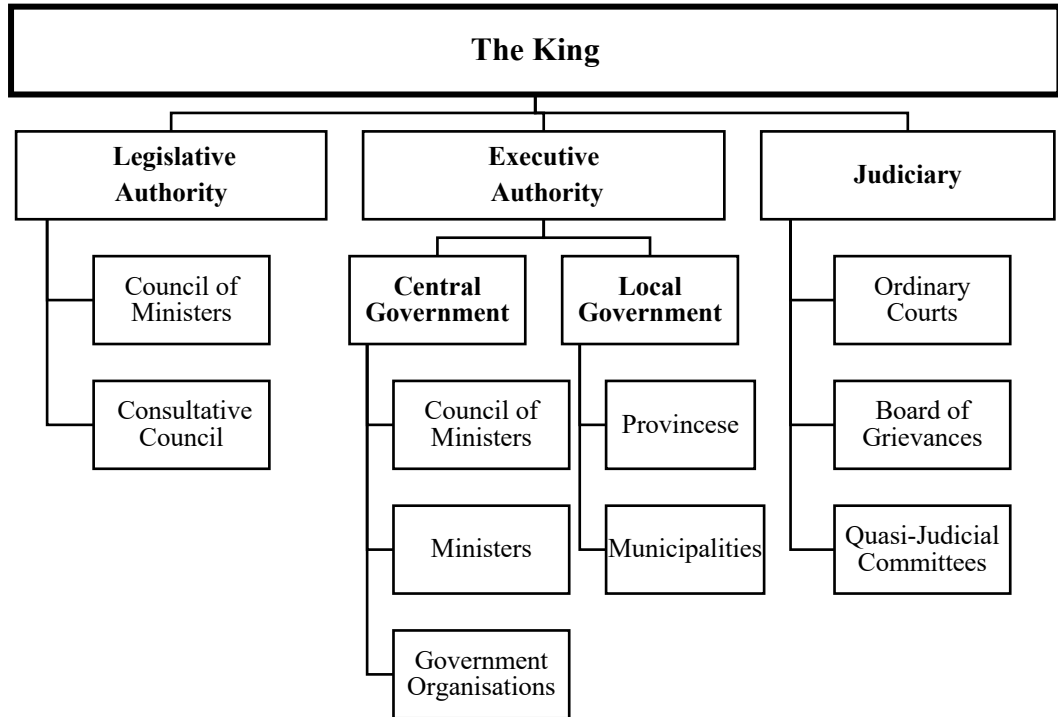 The King
Legislative
Authority
Executive
Authority
Judiciary
Council of
Ministers
Consultative
Council
Central
Government
Council of
Ministers
Ministers
Government
Organisations
Local
Government
Provincese
Municipalities
Ordinary
Courts
Board of
Grievances
Quasi-Judicial
Committees